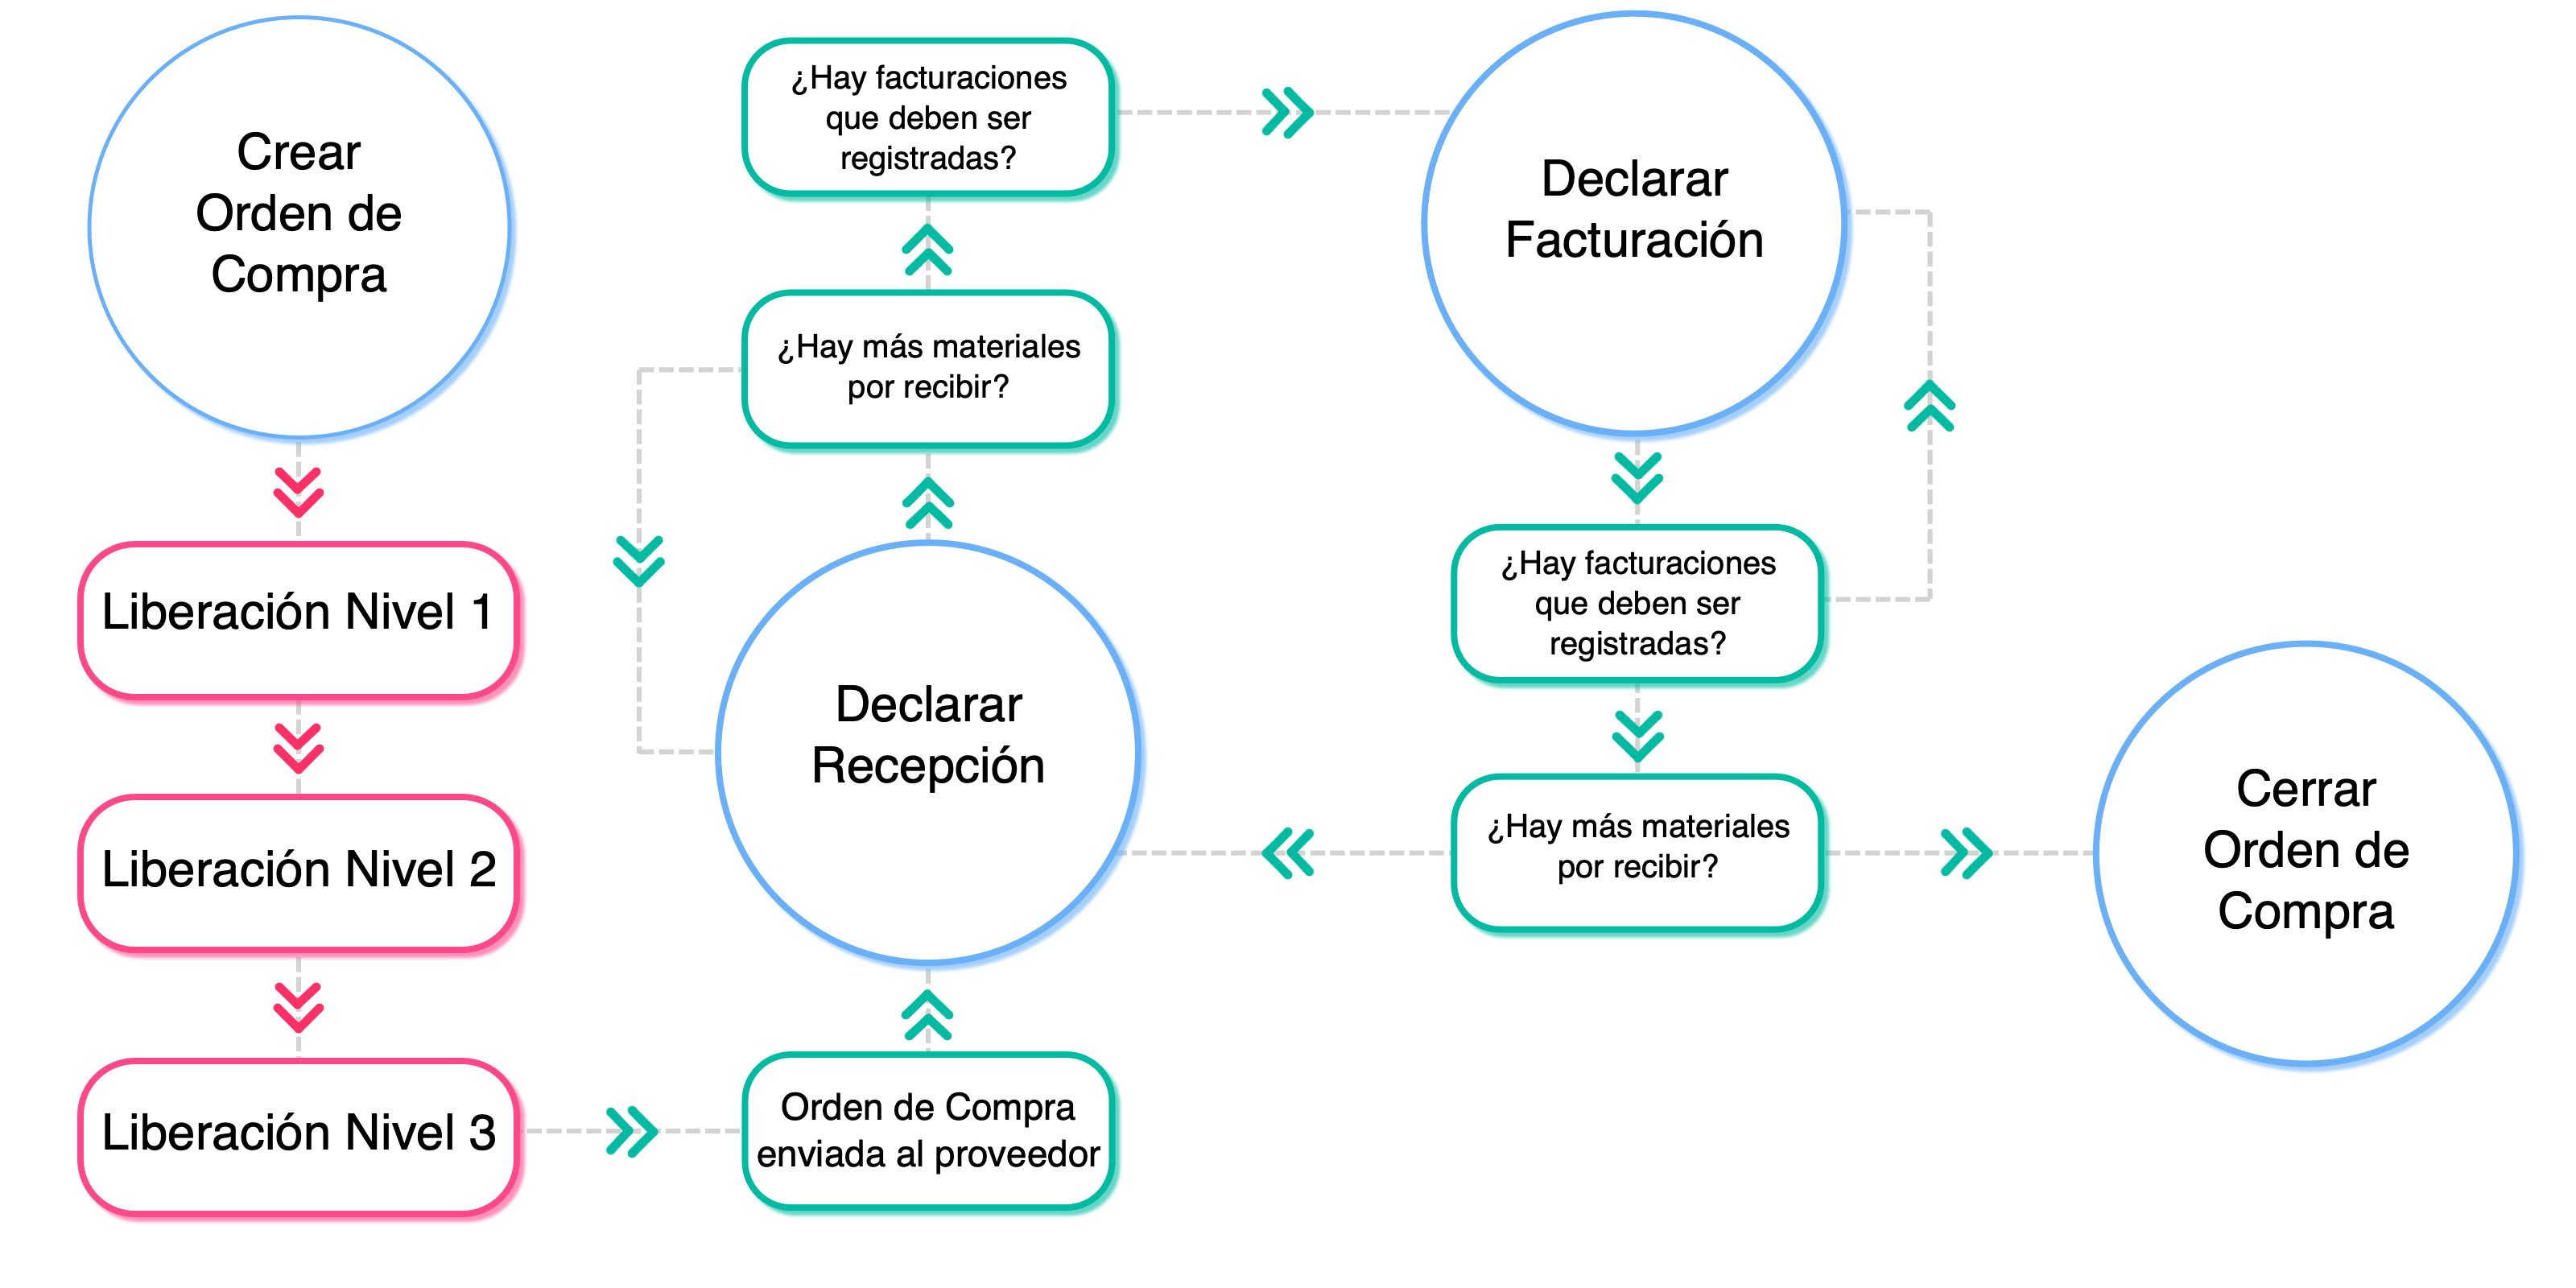 Crear
Orden de
Compra
Liberación Nivel 1
Liberación Nivel 2
Liberación Nivel 3
Orden de Compra
enviada al proveedor
Declarar
Recepción
¿Hay más materiales
por recibir?
¿Hay facturaciones
que deben ser
registradas?
Declarar
Facturación
¿Hay facturaciones
que deben ser
registradas?
¿Hay más materiales
por recibir?
Cerrar
Orden de
Compra